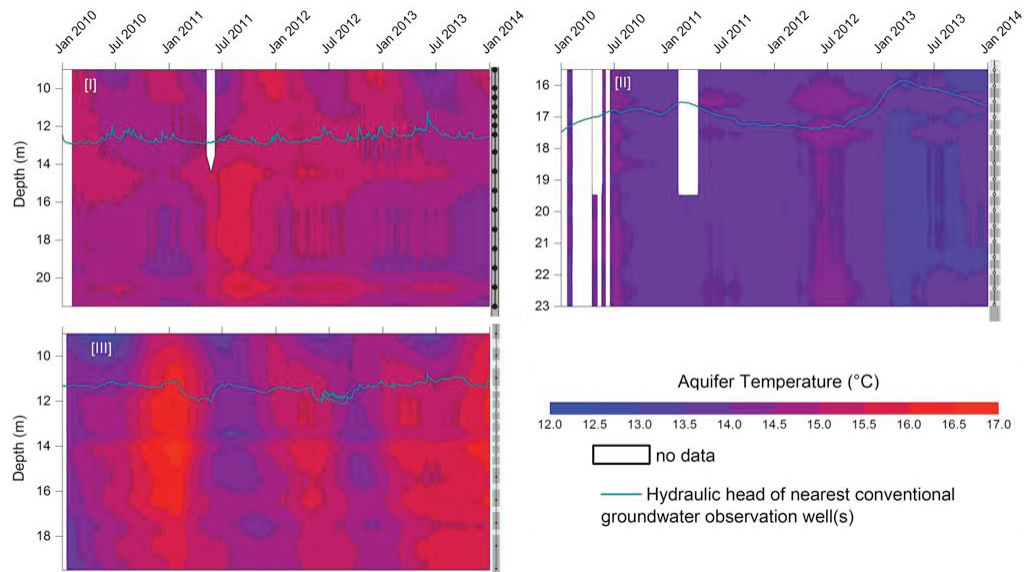 Jan 2010 Jul 2010 Jan 2011 Jul 2011 Jan 2012 Jul 2012 Jan 2013 Jul 2013 Jan 2014
[I]
Depth (m)
10
12
14
16
18
20
Jan 2010 Jul 2010 Jan 2011 Jul 2011 Jan 2012 Jul 2012 Jan 2013 Jul 2013 Jan 2014
[II]
16
17
18
19
20
21
22
23
[III]
Depth (m)
10
12
14
16
18
Aquifer Temperature (°C)
12.0 12.5 13.0 13.5 14.0 14.5 15.0 15.5 16.0 16.5 17.0
no data
Hydraulic head of nearest conventional
groundwater observation well(s)